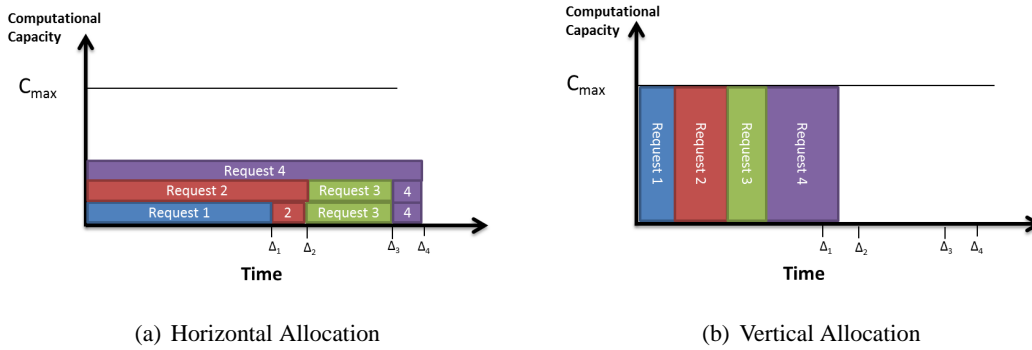 Computational
Capacity
C_max
Request 4
Request 2
Request 3
4
Request 1
2
Request 3
4
Δ₁
Δ₂
Δ₃
Δ₄
Time
(a) Horizontal Allocation
Computational
Capacity
C_max
Request 1
Request 2
Request 3
Request 4
Δ₁
Δ₂
Δ₃
Δ₄
Time
(b) Vertical Allocation